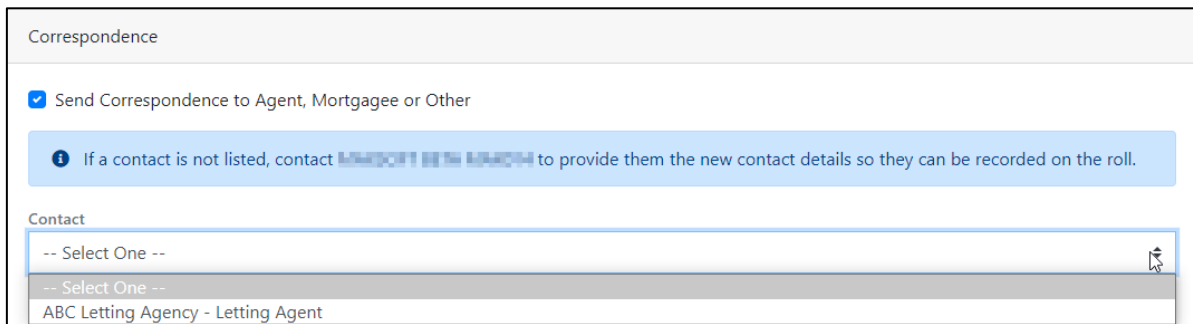 Correspondence
Send Correspondence to Agent, Mortgagee or Other
If a contact is not listed, contact to provide them the new contact details so they can be recorded on the roll.
Contact
-- Select One --
-- Select One --
ABC Letting Agency - Letting Agent